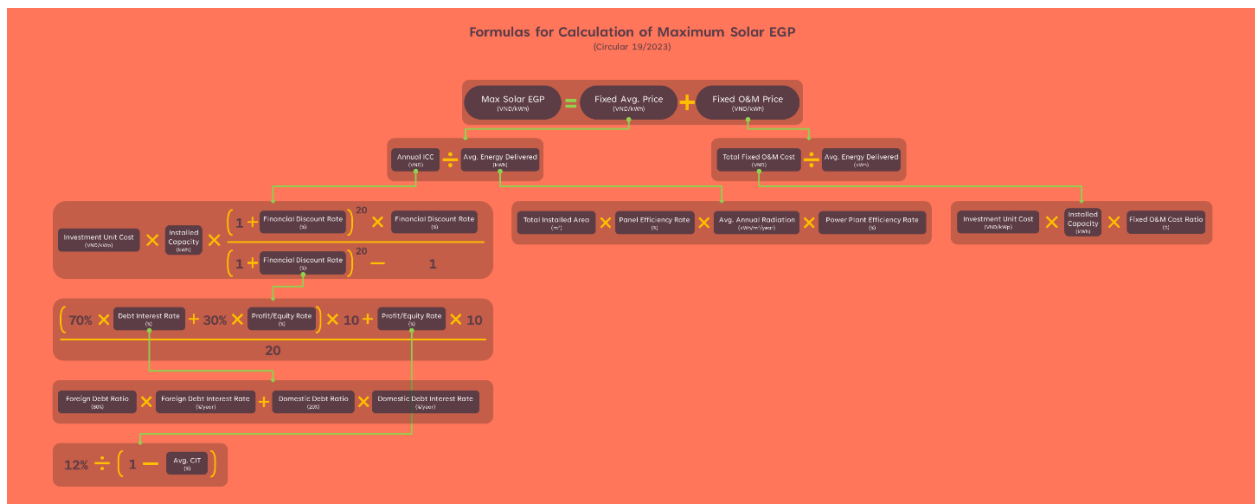 Formulas for Calculation of Maximum Solar EGP
(Circular 19/2023)
Max Solar EGP = Fixed Avg. Price + Fixed O&M Price
(VND/kWh) (VND/kWh) (VND/kWh)
Annual ICC ÷ Avg. Energy Delivered
(VND) (kWh)
Total Fixed O&M Cost ÷ Avg. Energy Delivered
(VND) (kWh)
(1 + Financial Discount Rate)20 × Financial Discount Rate
(%) (%)
Investment Unit Cost × Installed Capacity ×
(VND/kWp) (kWh)
(1 + Financial Discount Rate)20 − 1
(%)
Total Installed Area × Panel Efficiency Rate × Avg. Annual Radiation × Power Plant Efficiency Rate
(m²) (%) (kWh/m²/year) (%)
Investment Unit Cost × Installed Capacity × Fixed O&M Cost Ratio
(VND/kWp) (kWh) (%)
(70% × Debt Interest Rate + 30% × Profit/Equity Rate) × 10 + Profit/Equity Rate × 10
(%) (%) (%)
20
Foreign Debt Ratio × Foreign Debt Interest Rate + Domestic Debt Ratio × Domestic Debt Interest Rate
(80%) (%/year) (20%) (%/year)
12% ÷ (1 − Avg. CIT)
(%)